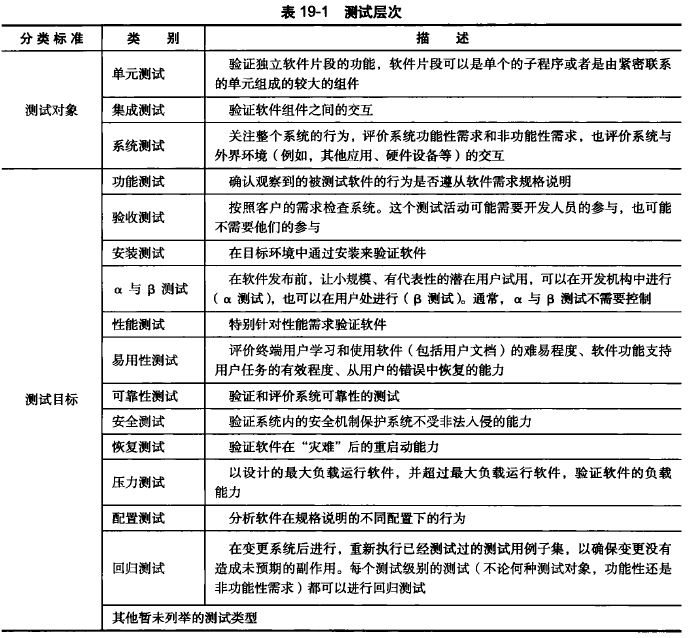 表 19-1 测试层次
分类标准 类别 描述
测试对象
单元测试
验证独立软件片段的功能，软件片段可以是单个的子程序或者是由紧密联系
的单元组成的较大的组件
集成测试
验证软件组件之间的交互
系统测试
关注整个系统的行为，评价系统功能性需求和非功能性需求，也评价系统与
外界环境（例如，其他应用、硬件设备等）的交互
测试目标
功能测试
确认观察到的被测试软件的行为是否遵从软件需求规格说明
验收测试
按照客户的需求检查系统。这个测试活动可能需要开发人员的参与，也可能
不需要他们的参与
安装测试
在目标环境中通过安装来验证软件
α 与 β 测试
在软件发布前，让小规模、有代表性的潜在用户试用，可以在开发机构中进行
（α 测试），也可以在用户处进行（β 测试）。通常，α 与 β 测试不需要控制
性能测试
特别针对性能需求验证软件
易用性测试
评价终端用户学习和使用软件（包括用户文档）的难易程度、软件功能支持
用户任务的有效程度、从用户的错误中恢复的能力
可靠性测试
验证和评价系统可靠性的测试
安全测试
验证系统内的安全机制保护系统不受非法入侵的能力
恢复测试
验证软件在“灾难”后的重启动能力
压力测试
以设计的最大负载运行软件，并超过最大负载运行软件，验证软件的负载
能力
配置测试
分析软件在规格说明的不同配置下的行为
回归测试
在变更系统后进行，重新执行已经测试过的测试用例子集，以确保变更没有
造成未预期的副作用。每个测试级别的测试（不论何种测试对象，功能性还是
非功能性需求）都可以进行回归测试
其他暂未列举的测试类型